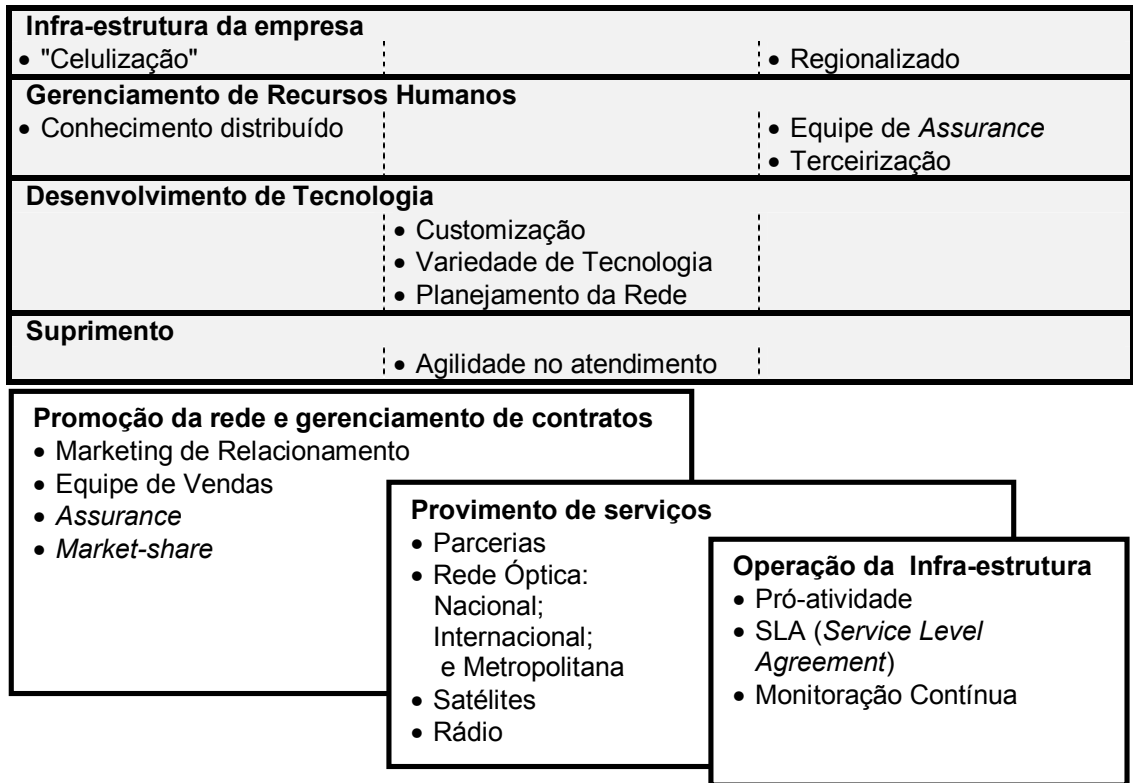 Infra-estrutura da empresa
• "Celulização"
• Regionalizado
Gerenciamento de Recursos Humanos
• Conhecimento distribuído
• Equipe de Assurance
• Terceirização
Desenvolvimento de Tecnologia
• Customização
• Variedade de Tecnologia
• Planejamento da Rede
Suprimento
• Agilidade no atendimento
Promoção da rede e gerenciamento de contratos
• Marketing de Relacionamento
• Equipe de Vendas
• Assurance
• Market-share
Provimento de serviços
• Parcerias
• Rede Óptica:
Nacional;
Internacional;
e Metropolitana
• Satélites
• Rádio
Operação da Infra-estrutura
• Pró-atividade
• SLA (Service Level
Agreement)
• Monitoração Contínua